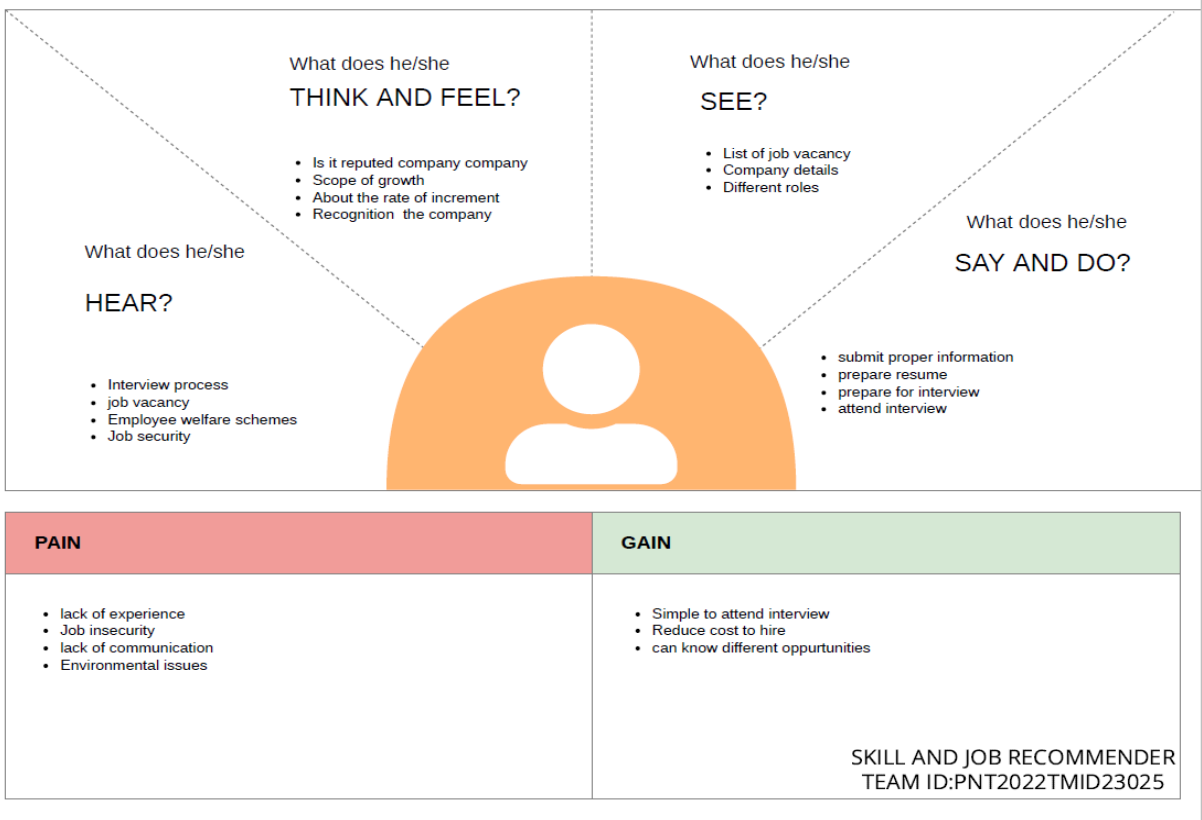 What does he/she
THINK AND FEEL?
• Is it reputed company company
• Scope of growth
• About the rate of increment
• Recognition  the company
What does he/she
SEE?
• List of job vacancy
• Company details
• Different roles
What does he/she
HEAR?
• Interview process
• job vacancy
• Employee welfare schemes
• Job security
What does he/she
SAY AND DO?
• submit proper information
• prepare resume
• prepare for interview
• attend interview
PAIN
• lack of experience
• Job insecurity
• lack of communication
• Environmental issues
GAIN
• Simple to attend interview
• Reduce cost to hire
• can know different oppurtunities
SKILL AND JOB RECOMMENDER
TEAM ID:PNT2022TMID23025